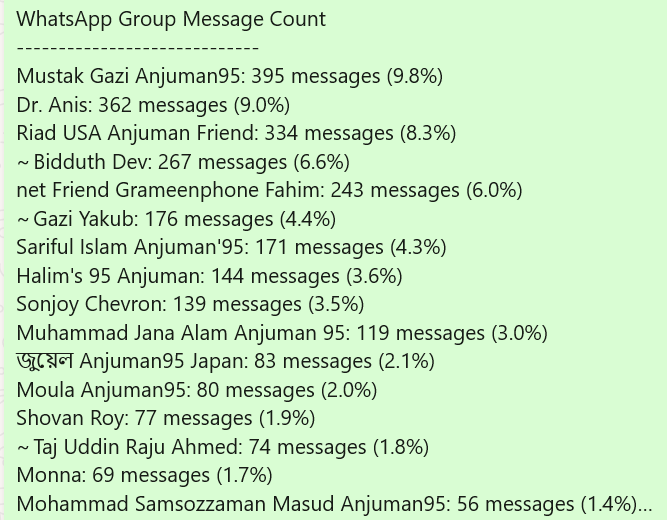 WhatsApp Group Message Count
-----------------------------
Mustak Gazi Anjuman95: 395 messages (9.8%)
Dr. Anis: 362 messages (9.0%)
Riad USA Anjuman Friend: 334 messages (8.3%)
~ Bidduth Dev: 267 messages (6.6%)
net Friend Grameenphone Fahim: 243 messages (6.0%)
~ Gazi Yakub: 176 messages (4.4%)
Sariful Islam Anjuman'95: 171 messages (4.3%)
Halim's 95 Anjuman: 144 messages (3.6%)
Sonjoy Chevron: 139 messages (3.5%)
Muhammad Jana Alam Anjuman 95: 119 messages (3.0%)
জুয়েল Anjuman95 Japan: 83 messages (2.1%)
Moula Anjuman95: 80 messages (2.0%)
Shovan Roy: 77 messages (1.9%)
~ Taj Uddin Raju Ahmed: 74 messages (1.8%)
Monna: 69 messages (1.7%)
Mohammad Samsozzaman Masud Anjuman95: 56 messages (1.4%)...